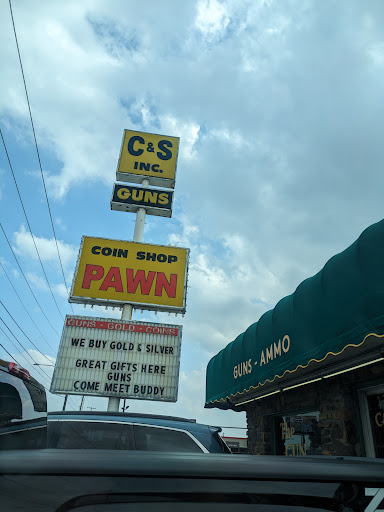 C&S
INC.
GUNS
COIN SHOP
PAWN
GUNS - GOLD - COINS
WE BUY GOLD & SILVER
GREAT GIFTS HERE
GUNS
COME MEET BUDDY
GUNS - AMMO